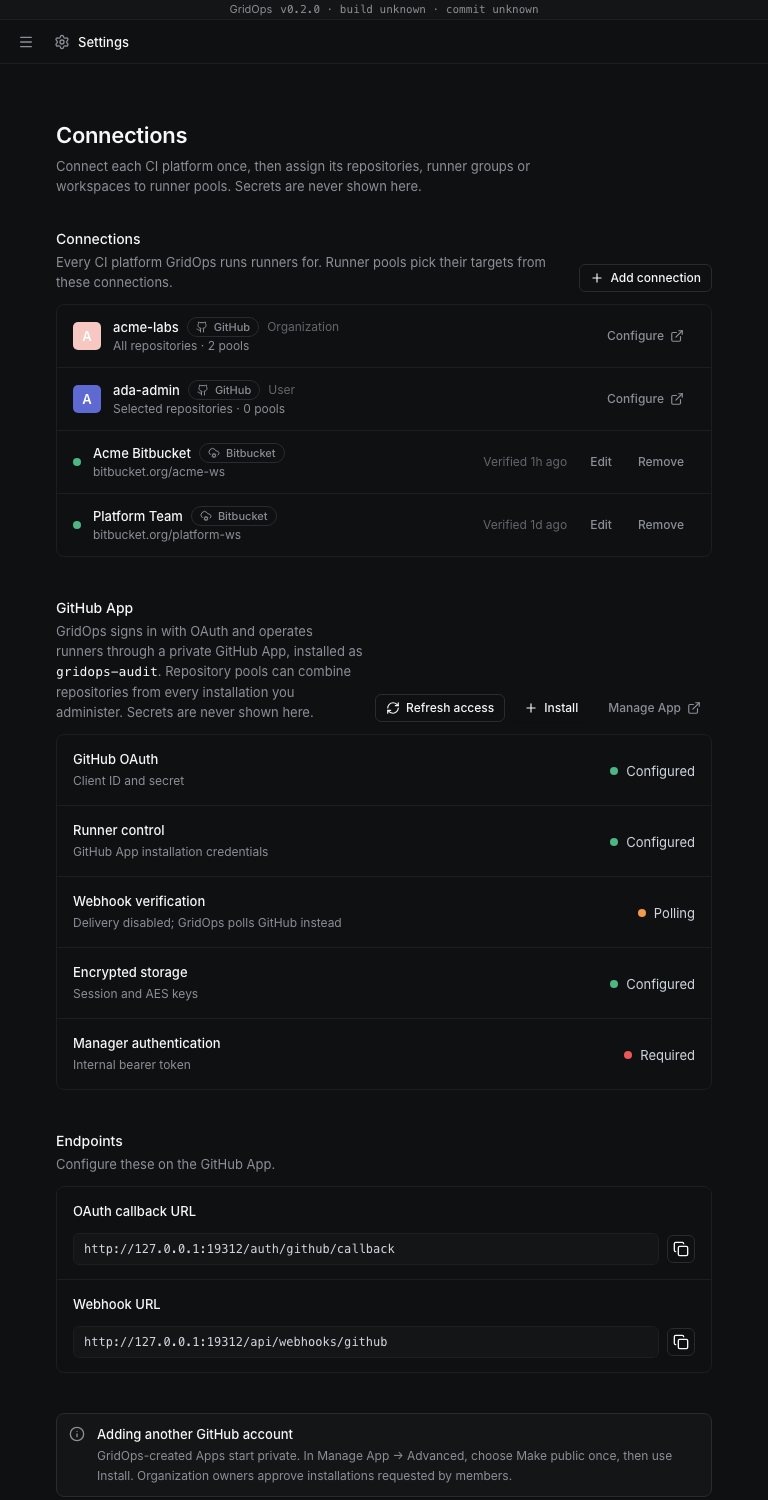 GridOps v0.2.0 · build unknown · commit unknown
Settings
Connections
Connect each CI platform once, then assign its repositories, runner groups or
workspaces to runner pools. Secrets are never shown here.
Connections
Every CI platform GridOps runs runners for. Runner pools pick their targets from
these connections.
Add connection
A
acme-labs GitHub Organization
All repositories · 2 pools
Configure
A
ada-admin GitHub User
Selected repositories · 0 pools
Configure
Acme Bitbucket Bitbucket
bitbucket.org/acme-ws
Verified 1h ago Edit Remove
Platform Team Bitbucket
bitbucket.org/platform-ws
Verified 1d ago Edit Remove
GitHub App
GridOps signs in with OAuth and operates
runners through a private GitHub App, installed as
gridops-audit. Repository pools can combine
repositories from every installation you
administer. Secrets are never shown here.
Refresh access Install Manage App
GitHub OAuth
Client ID and secret
Configured
Runner control
GitHub App installation credentials
Configured
Webhook verification
Delivery disabled; GridOps polls GitHub instead
Polling
Encrypted storage
Session and AES keys
Configured
Manager authentication
Internal bearer token
Required
Endpoints
Configure these on the GitHub App.
OAuth callback URL
http://127.0.0.1:19312/auth/github/callback
Webhook URL
http://127.0.0.1:19312/api/webhooks/github
Adding another GitHub account
GridOps-created Apps start private. In Manage App → Advanced, choose Make public once, then use
Install. Organization owners approve installations requested by members.